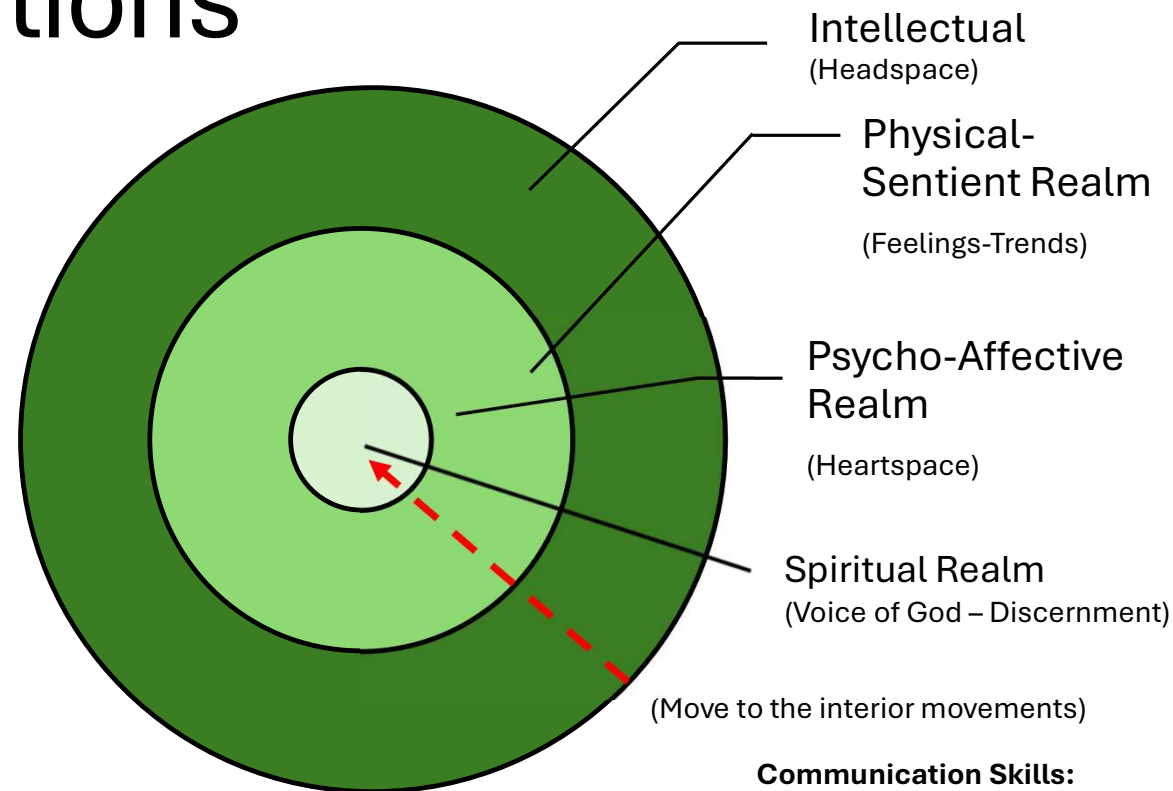 tions
Intellectual
(Headspace)
Physical-
Sentient Realm
(Feelings-Trends)
Psycho-Affective
Realm
(Heartspace)
Spiritual Realm
(Voice of God – Discernment)
(Move to the interior movements)
Communication Skills: